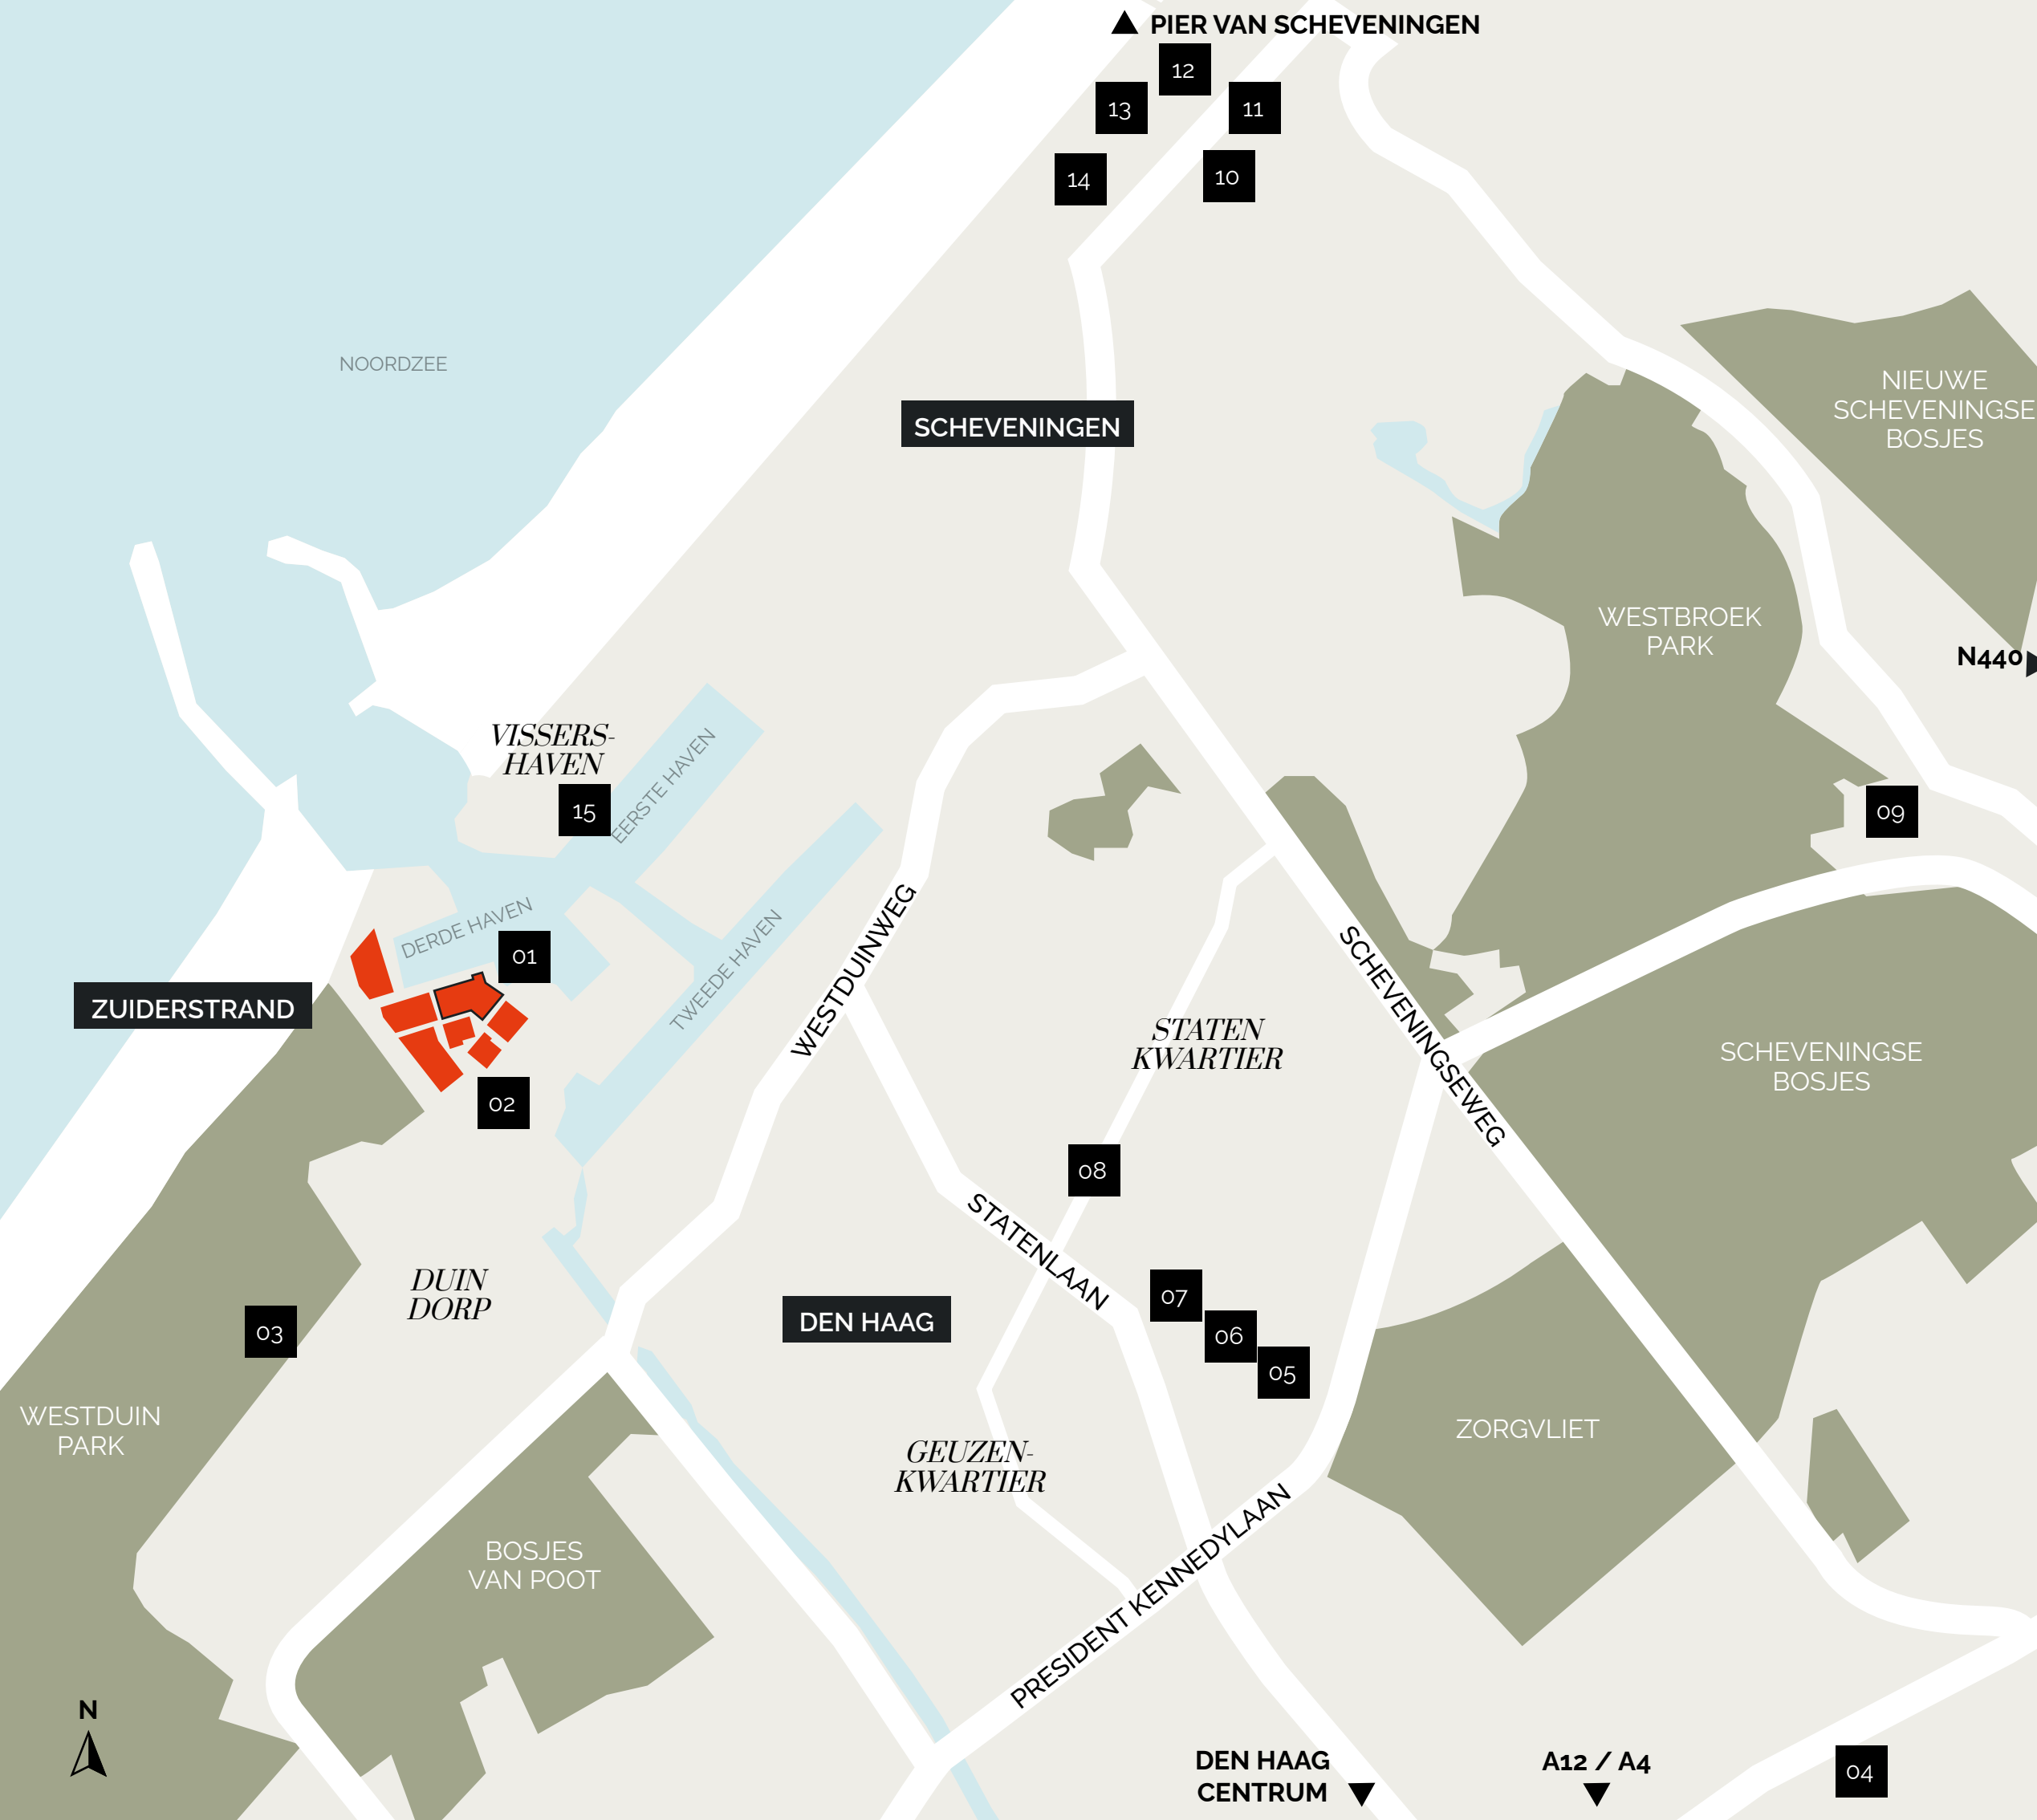 PIER VAN SCHEVENINGEN
12
13
11
14
10
NOORDZEE
NIEUWE
SCHEVENINGSE
BOSJES
SCHEVENINGEN
WESTBROEK
PARK
N440
VISSERS-
HAVEN
EERSTE HAVEN
15
09
DERDE HAVEN
TWEEDE HAVEN
WESTDUINWEG
SCHEVENINGSEWEG
01
ZUIDERSTRAND
STATEN
KWARTIER
SCHEVENINGSE
BOSJES
02
08
STATENLAAN
DUIN
DORP
07
03
DEN HAAG
06
05
WESTDUIN
PARK
ZORGVLIET
GEUZEN-
KWARTIER
BOSJES
VAN POOT
PRESIDENT KENNEDYLAAN
N
DEN HAAG
CENTRUM
A12 / A4
04